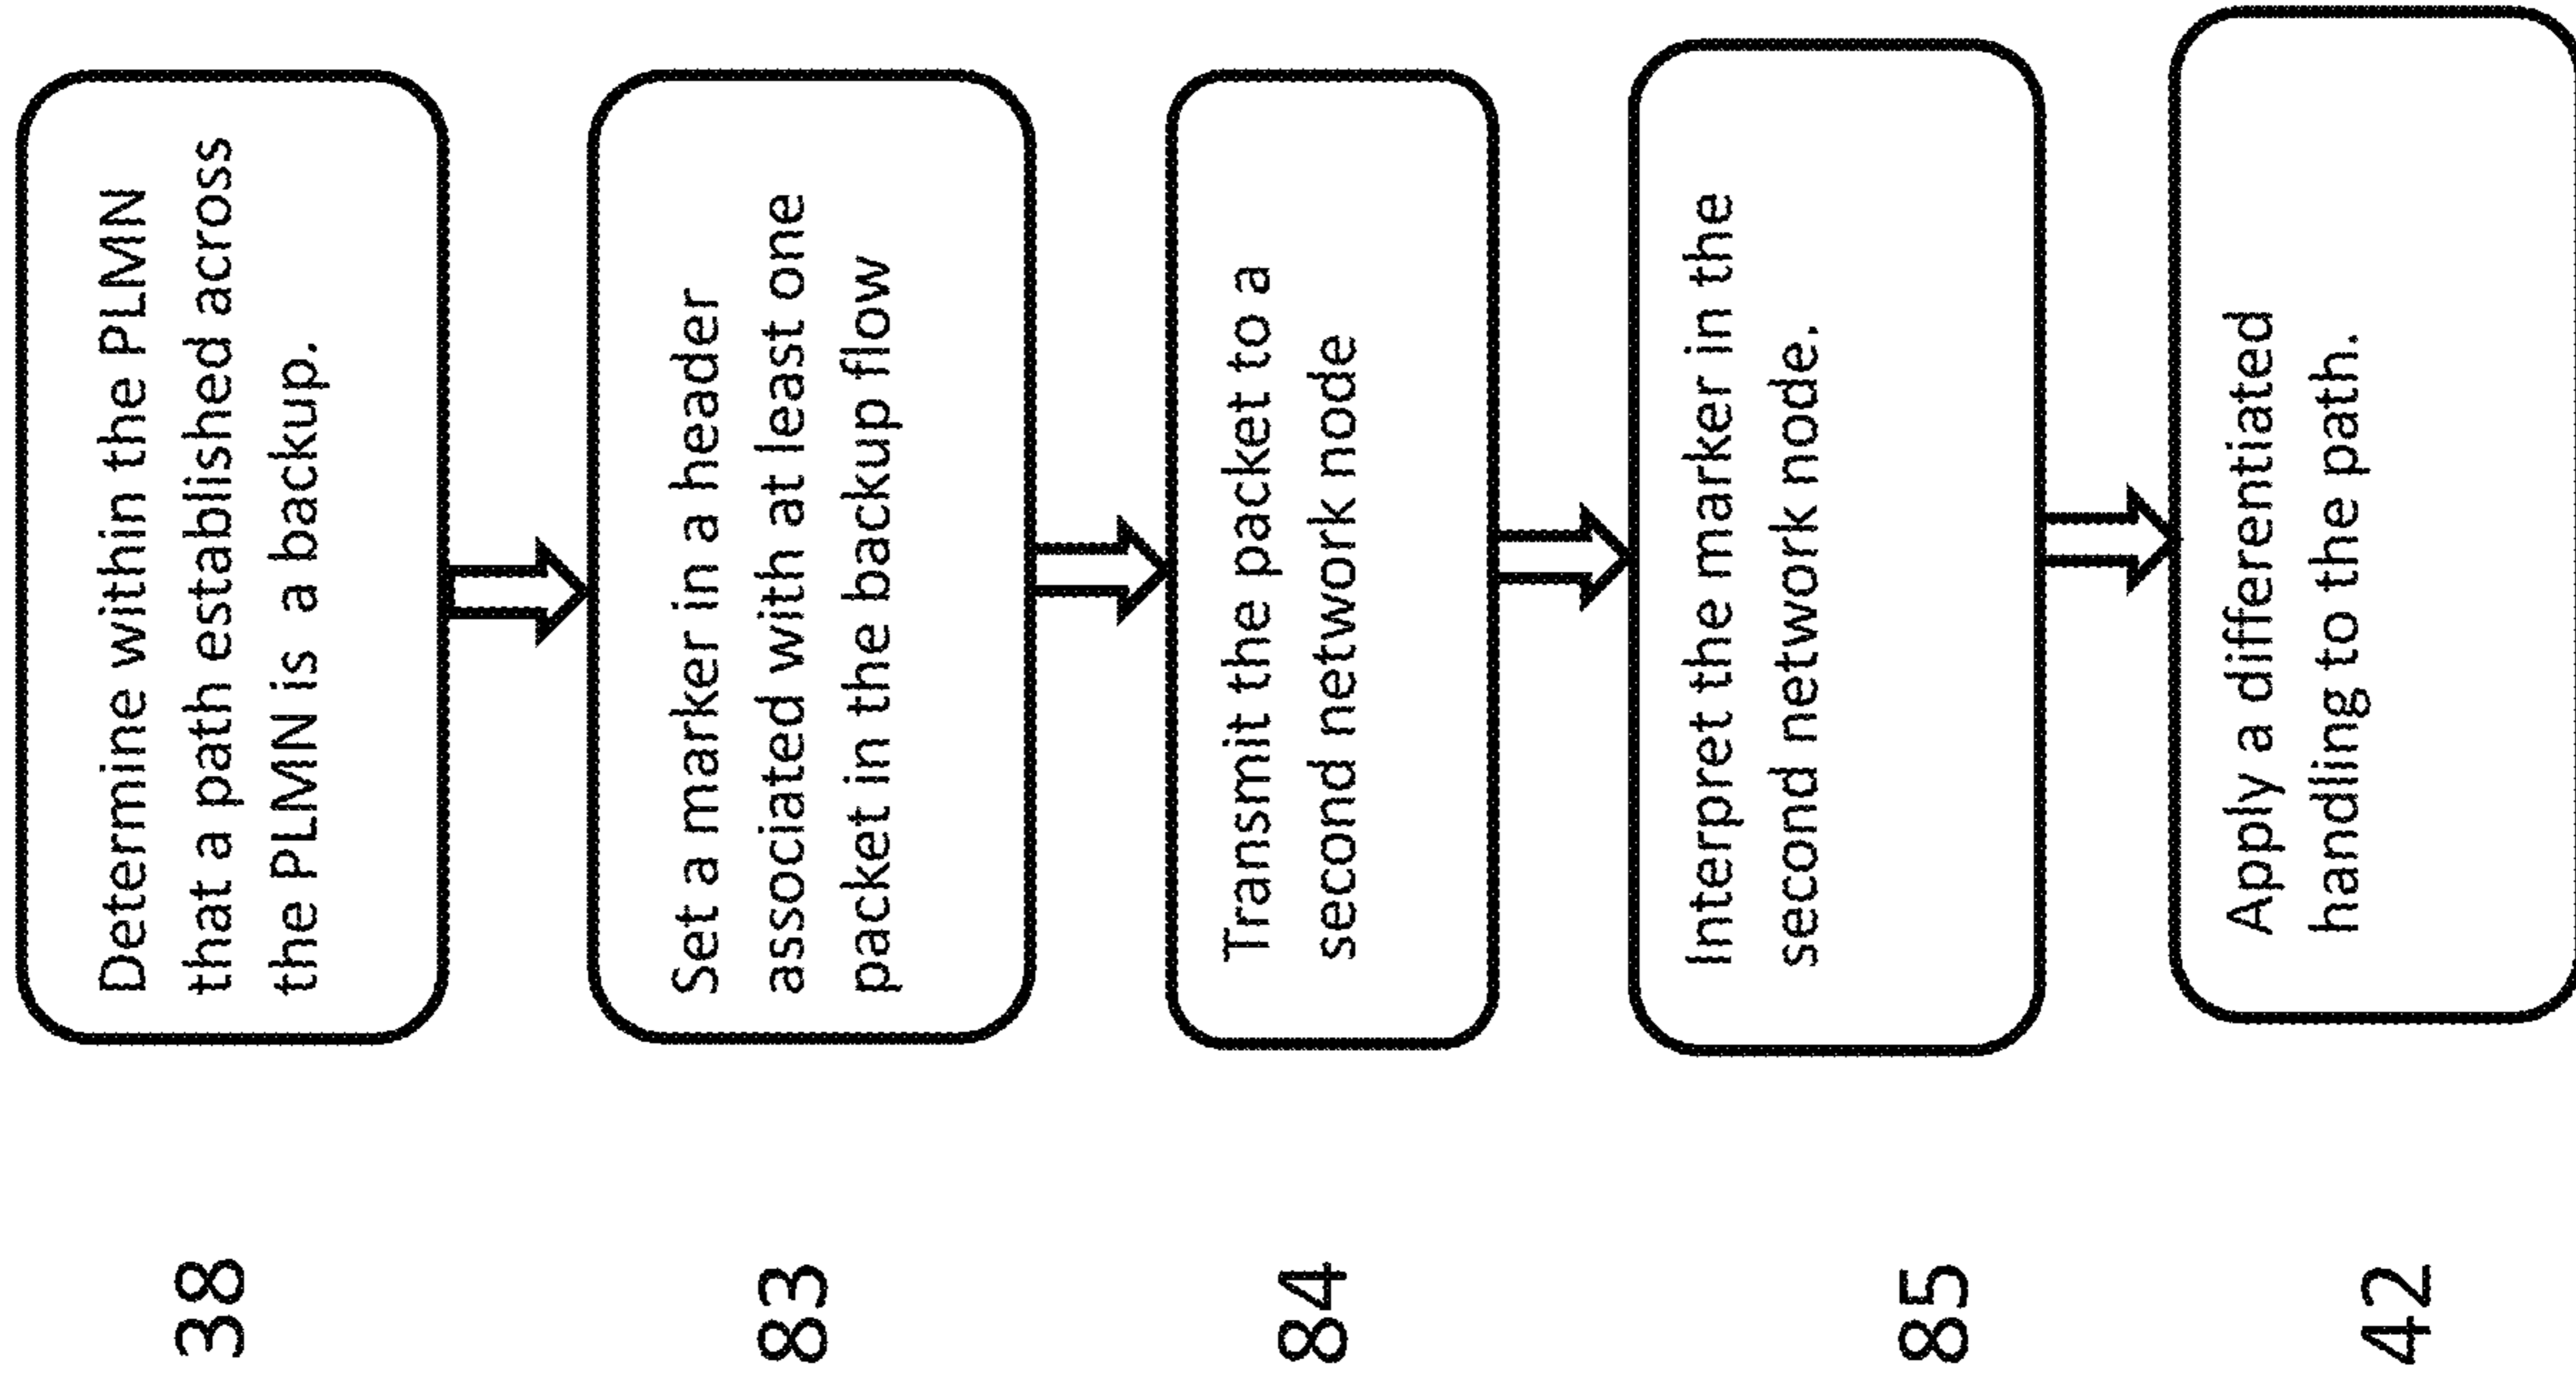 38
Determine within the PLMN
that a path established across
the PLMN is a backup.
83
Set a marker in a header
associated with at least one
packet in the backup flow
84
Transmit the packet to a
second network node
85
Interpret the marker in the
second network node.
42
Apply a differentiated
handling to the path.